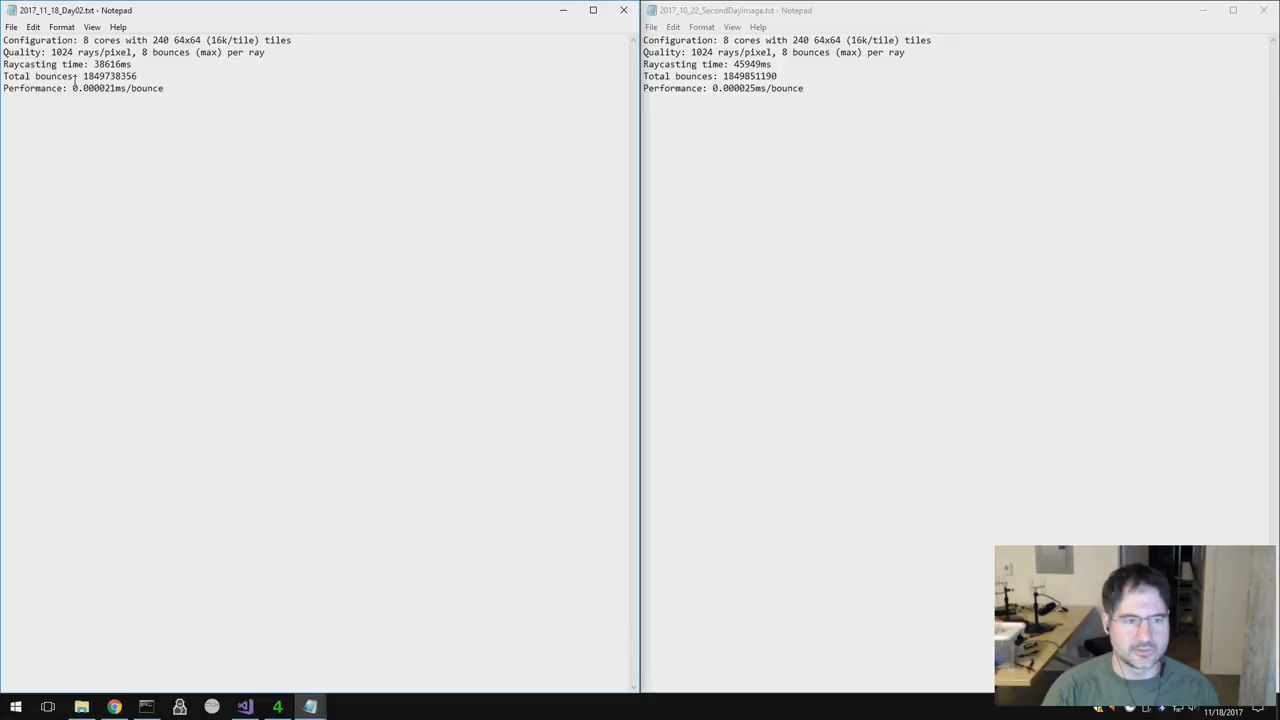 2017_11_18_Day02.txt - Notepad
File Edit Format View Help
Configuration: 8 cores with 240 64x64 (16k/tile) tiles
Quality: 1024 rays/pixel, 8 bounces (max) per ray
Raycasting time: 38616ms
Total bounces: 1849738356
Performance: 0.000021ms/bounce
2017_10_22_SecondDayImage.txt - Notepad
File Edit Format View Help
Configuration: 8 cores with 240 64x64 (16k/tile) tiles
Quality: 1024 rays/pixel, 8 bounces (max) per ray
Raycasting time: 45949ms
Total bounces: 1849851190
Performance: 0.000025ms/bounce
4
11/18/2017